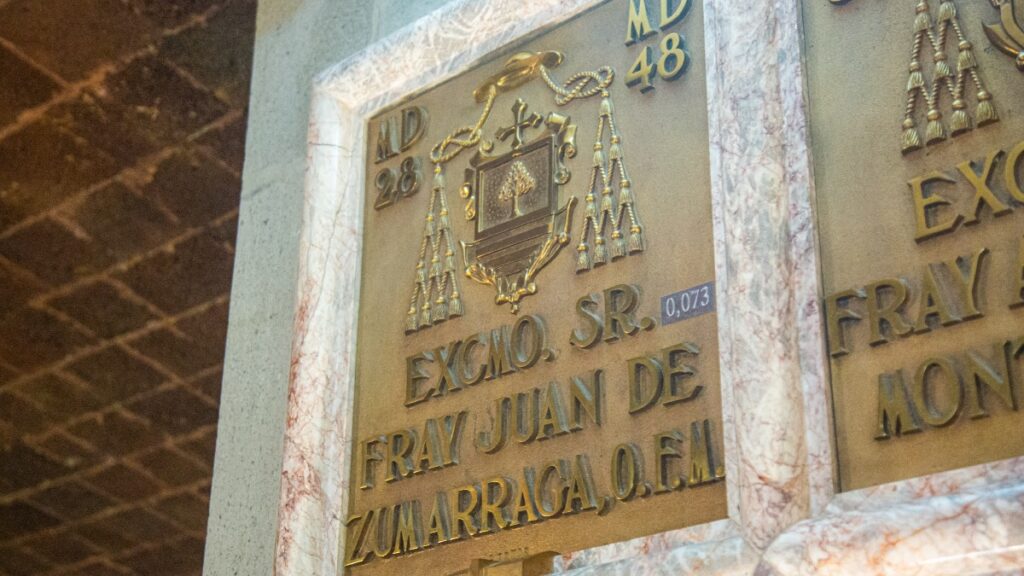 MD
28
MD
48
EXCMO. SR.
0,073
FRAY JUAN DE
ZUMARRAGA, O.F.M.
EXC
FRAY A
MONT